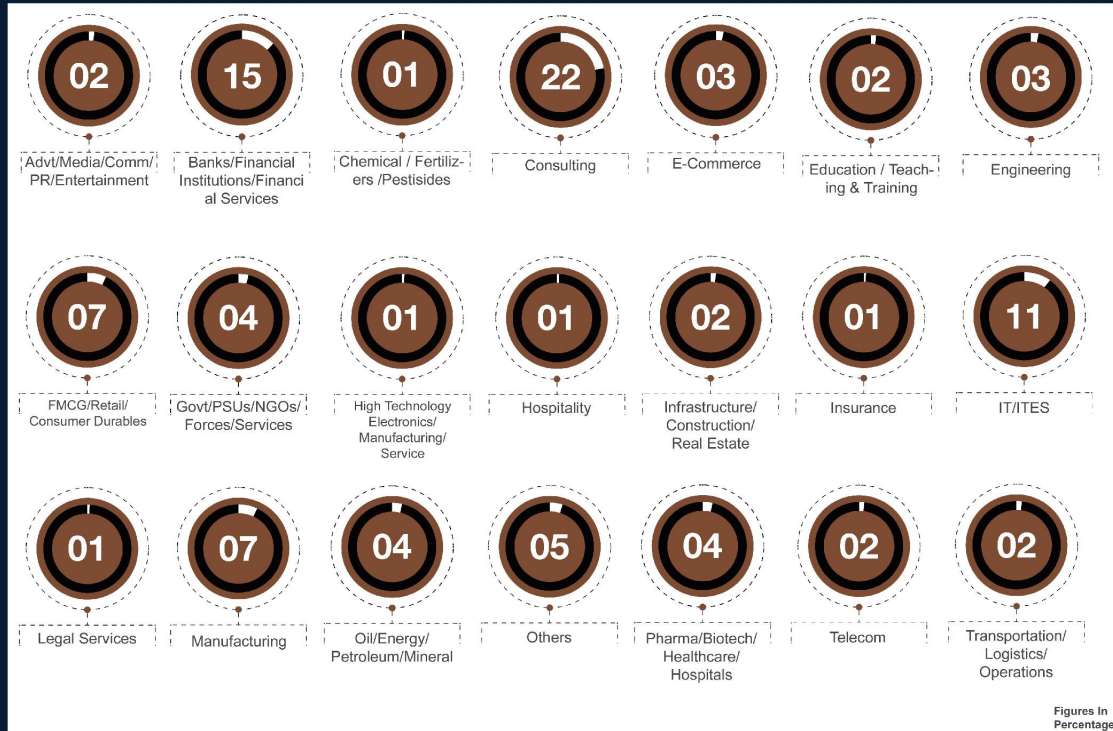 02
Advt/Media/Comm/
PR/Entertainment
15
Banks/Financial
Institutions/Financi
al Services
01
Chemical / Fertiliz-
ers /Pestisides
22
Consulting
03
E-Commerce
02
Education / Teach-
ing & Training
03
Engineering
07
FMCG/Retail/
Consumer Durables
04
Govt/PSUs/NGOs/
Forces/Services
01
High Technology
Electronics/
Manufacturing/
Service
01
Hospitality
02
Infrastructure/
Construction/
Real Estate
01
Insurance
11
IT/ITES
01
Legal Services
07
Manufacturing
04
Oil/Energy/
Petroleum/Mineral
05
Others
04
Pharma/Biotech/
Healthcare/
Hospitals
02
Telecom
02
Transportation/
Logistics/
Operations
Figures In
Percentage